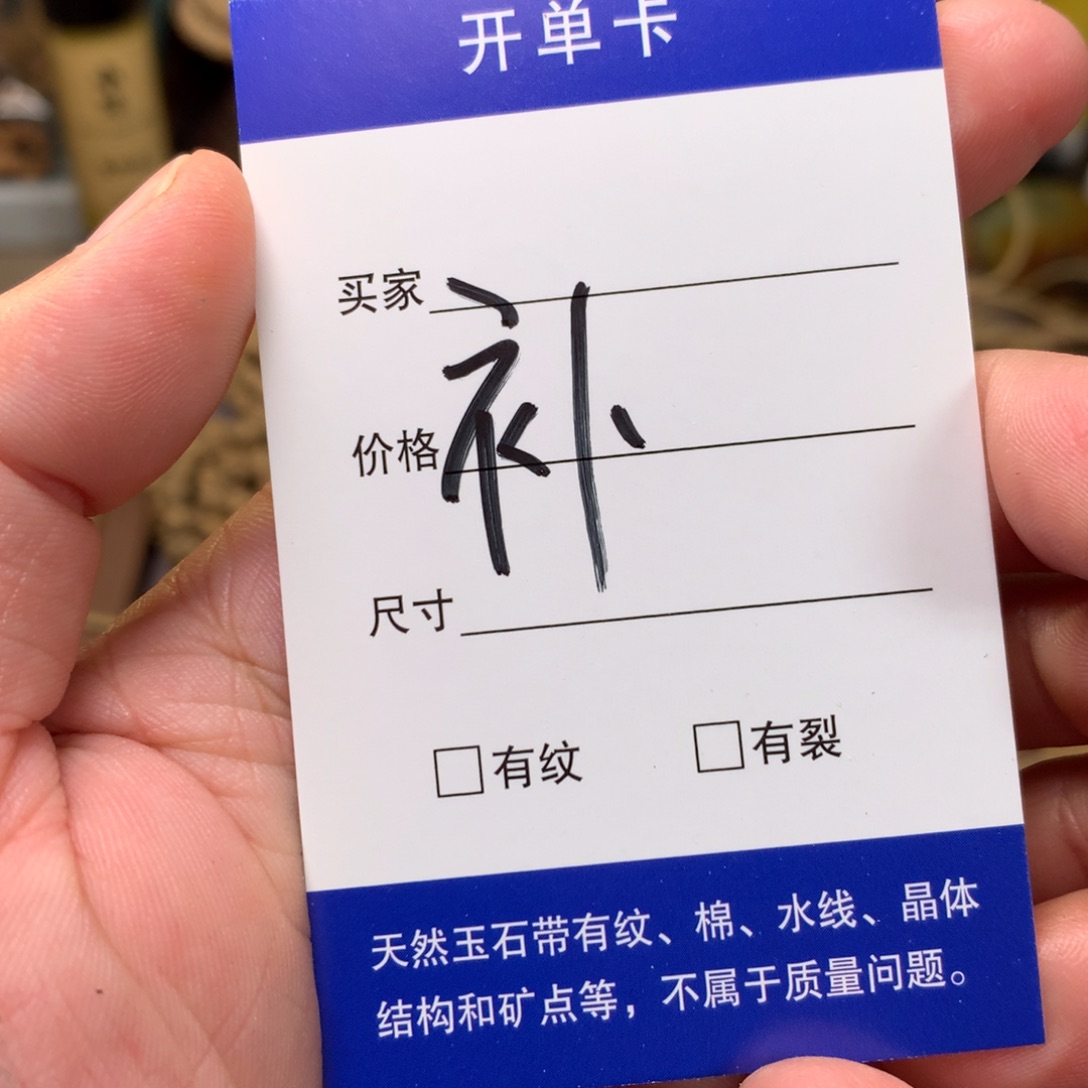 开单卡
买家
补
价格
尺寸
□有纹 □有裂
天然玉石带有纹、棉、水线、晶体
结构和矿点等，不属于质量问题。